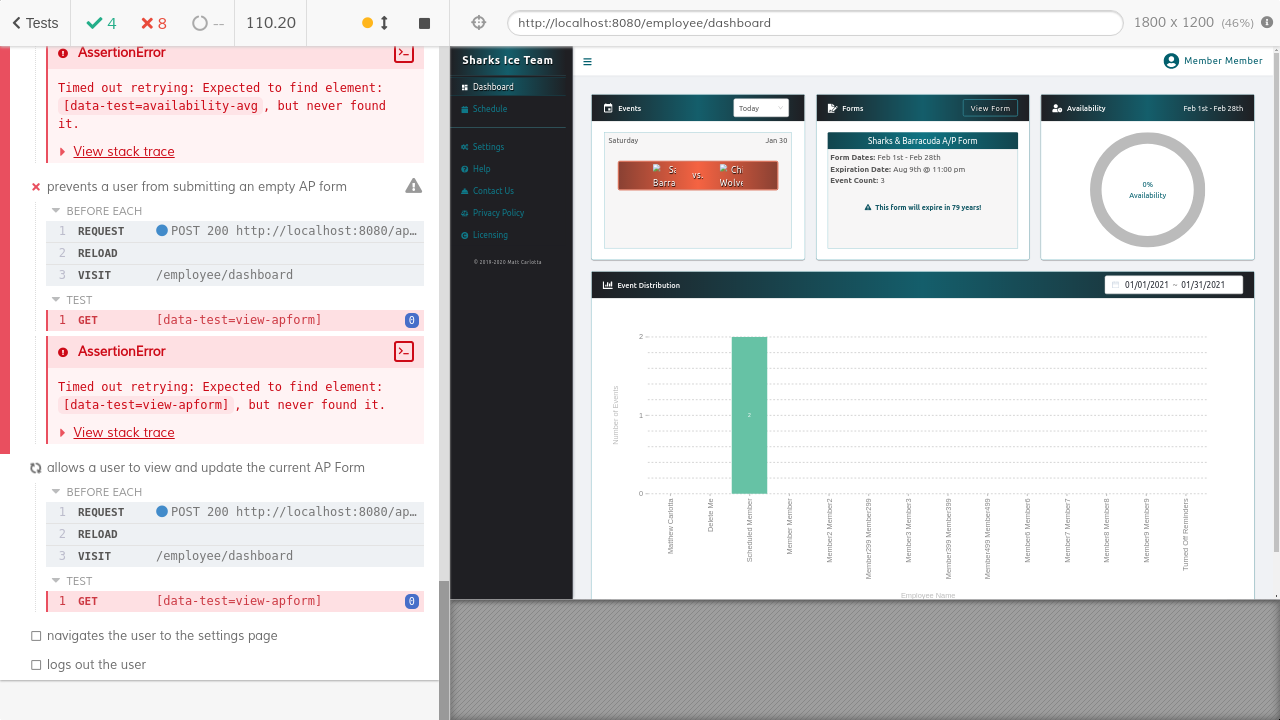 Tests
4
8
--
110.20
http://localhost:8080/employee/dashboard
1800 x 1200 (46%)
AssertionError
Timed out retrying: Expected to find element:
[data-test=availability-avg , but never found
it.
View stack trace
prevents a user from submitting an empty AP form
BEFORE EACH
1 REQUEST POST 200 http://localhost:8080/ap…
2 RELOAD
3 VISIT /employee/dashboard
TEST
1 GET [data-test=view-apform] 0
AssertionError
Timed out retrying: Expected to find element:
[data-test=view-apform] , but never found it.
View stack trace
allows a user to view and update the current AP Form
BEFORE EACH
1 REQUEST POST 200 http://localhost:8080/ap…
2 RELOAD
3 VISIT /employee/dashboard
TEST
1 GET [data-test=view-apform] 0
navigates the user to the settings page
logs out the user
Sharks Ice Team
Dashboard
Schedule
Settings
Help
Contact Us
Privacy Policy
Licensing
© 2019-2020 Matt Carlotta
Member Member
Events
Today
Saturday Jan 30
vs.
Barra
Wolve
Forms
View Form
Sharks & Barracuda A/P Form
Form Dates: Feb 1st - Feb 28th
Expiration Date: Aug 9th @ 11:00 pm
Event Count: 3
This form will expire in 79 years!
Availability
Feb 1st - Feb 28th
0%
Availability
Event Distribution
01/01/2021 ~ 01/31/2021
Number of Events
2
1
0
2
Matthew Carlotta
Delete Me
Scheduled Member
Member Member
Member2 Member2
Member299 Member299
Member3 Member3
Member399 Member399
Member499 Member499
Member6 Member6
Member7 Member7
Member8 Member8
Member9 Member9
Turned Off Reminders
Employee Name